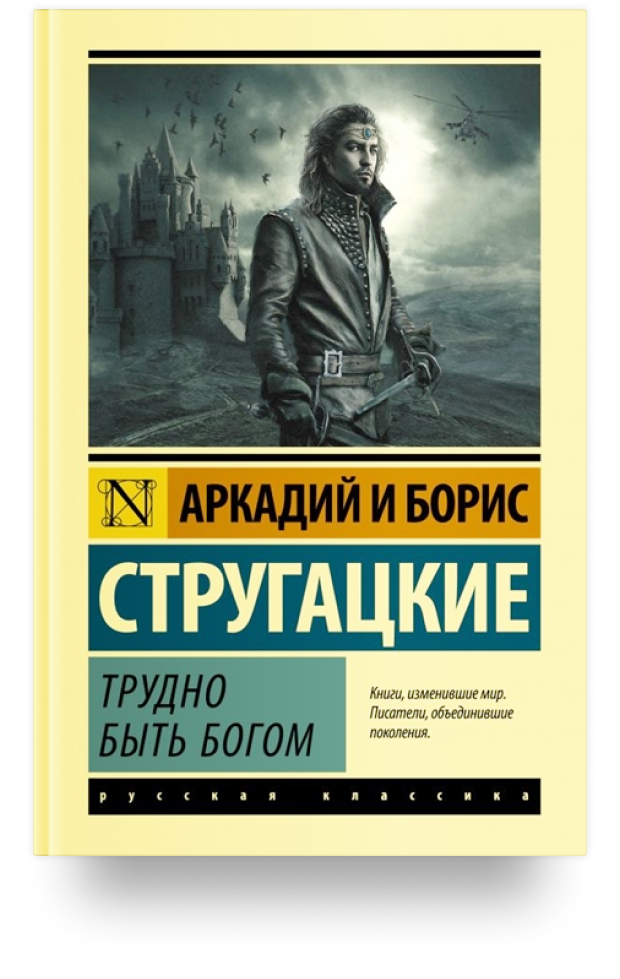 N
АРКАДИЙ И БОРИС
СТРУГАЦКИЕ
ТРУДНО
БЫТЬ БОГОМ
Книги, изменившие мир.
Писатели, объединившие
поколения.
русская классика